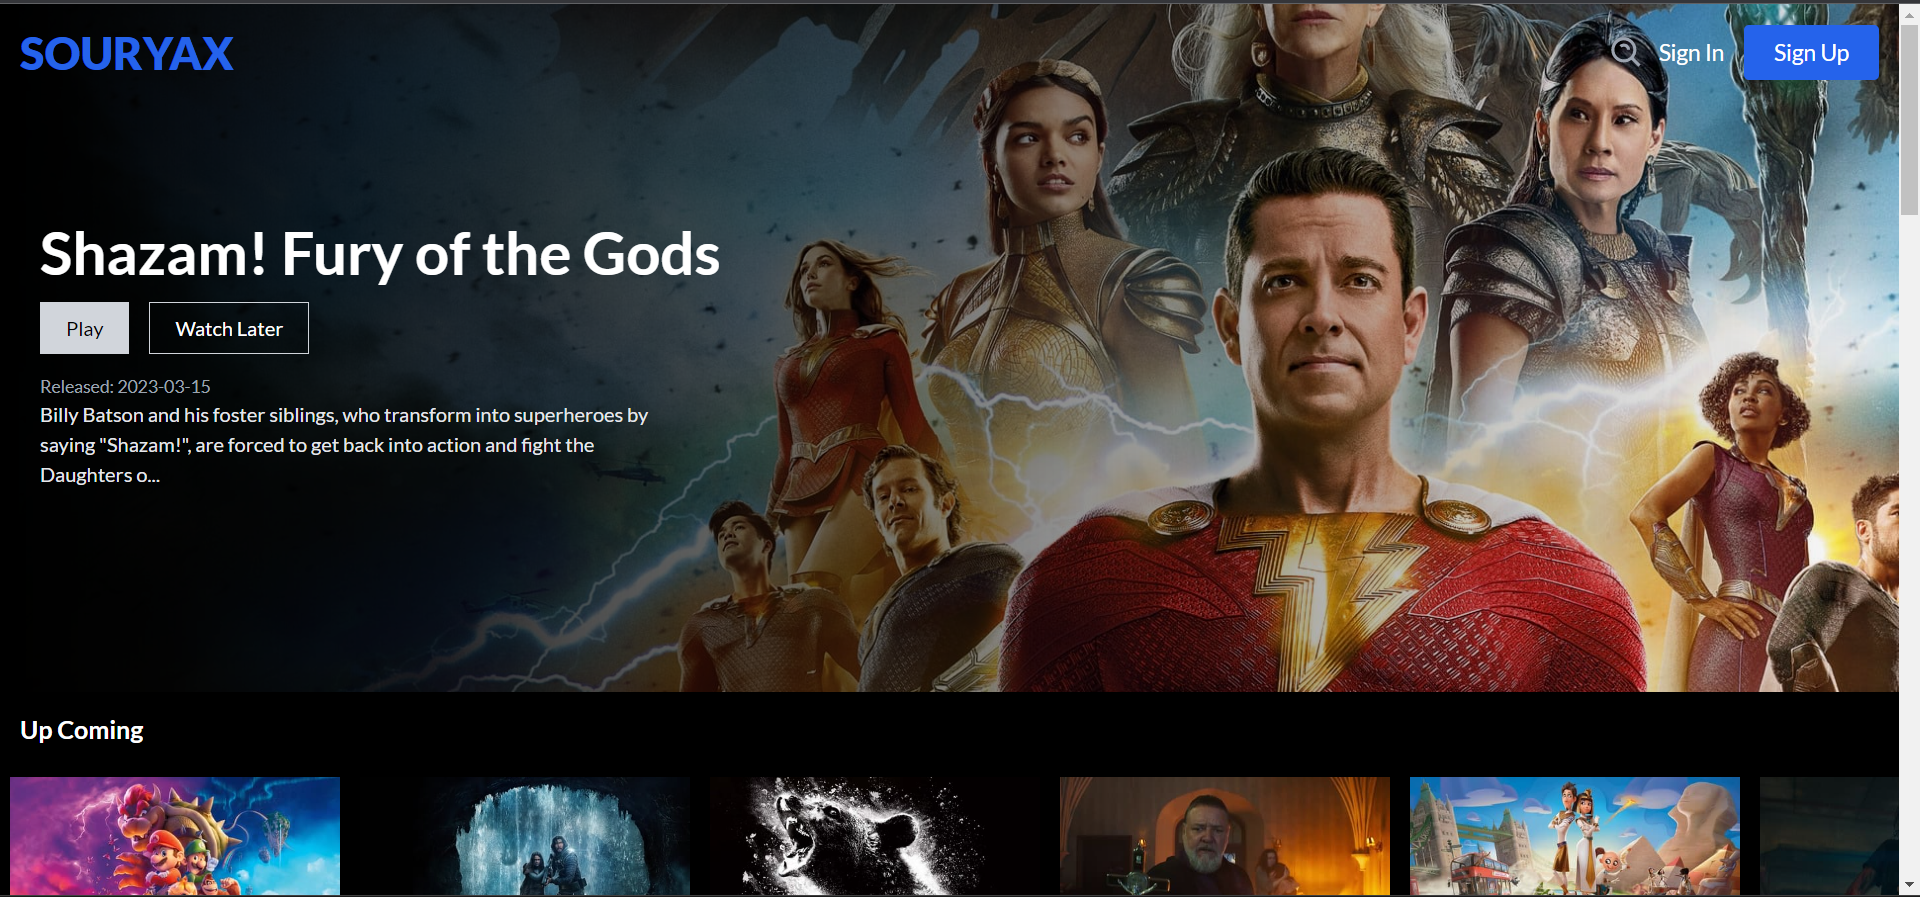 SOURYAX
Sign In
Sign Up
Shazam! Fury of the Gods
Play
Watch Later
Released: 2023-03-15
Billy Batson and his foster siblings, who transform into superheroes by
saying "Shazam!", are forced to get back into action and fight the
Daughters o...
Up Coming